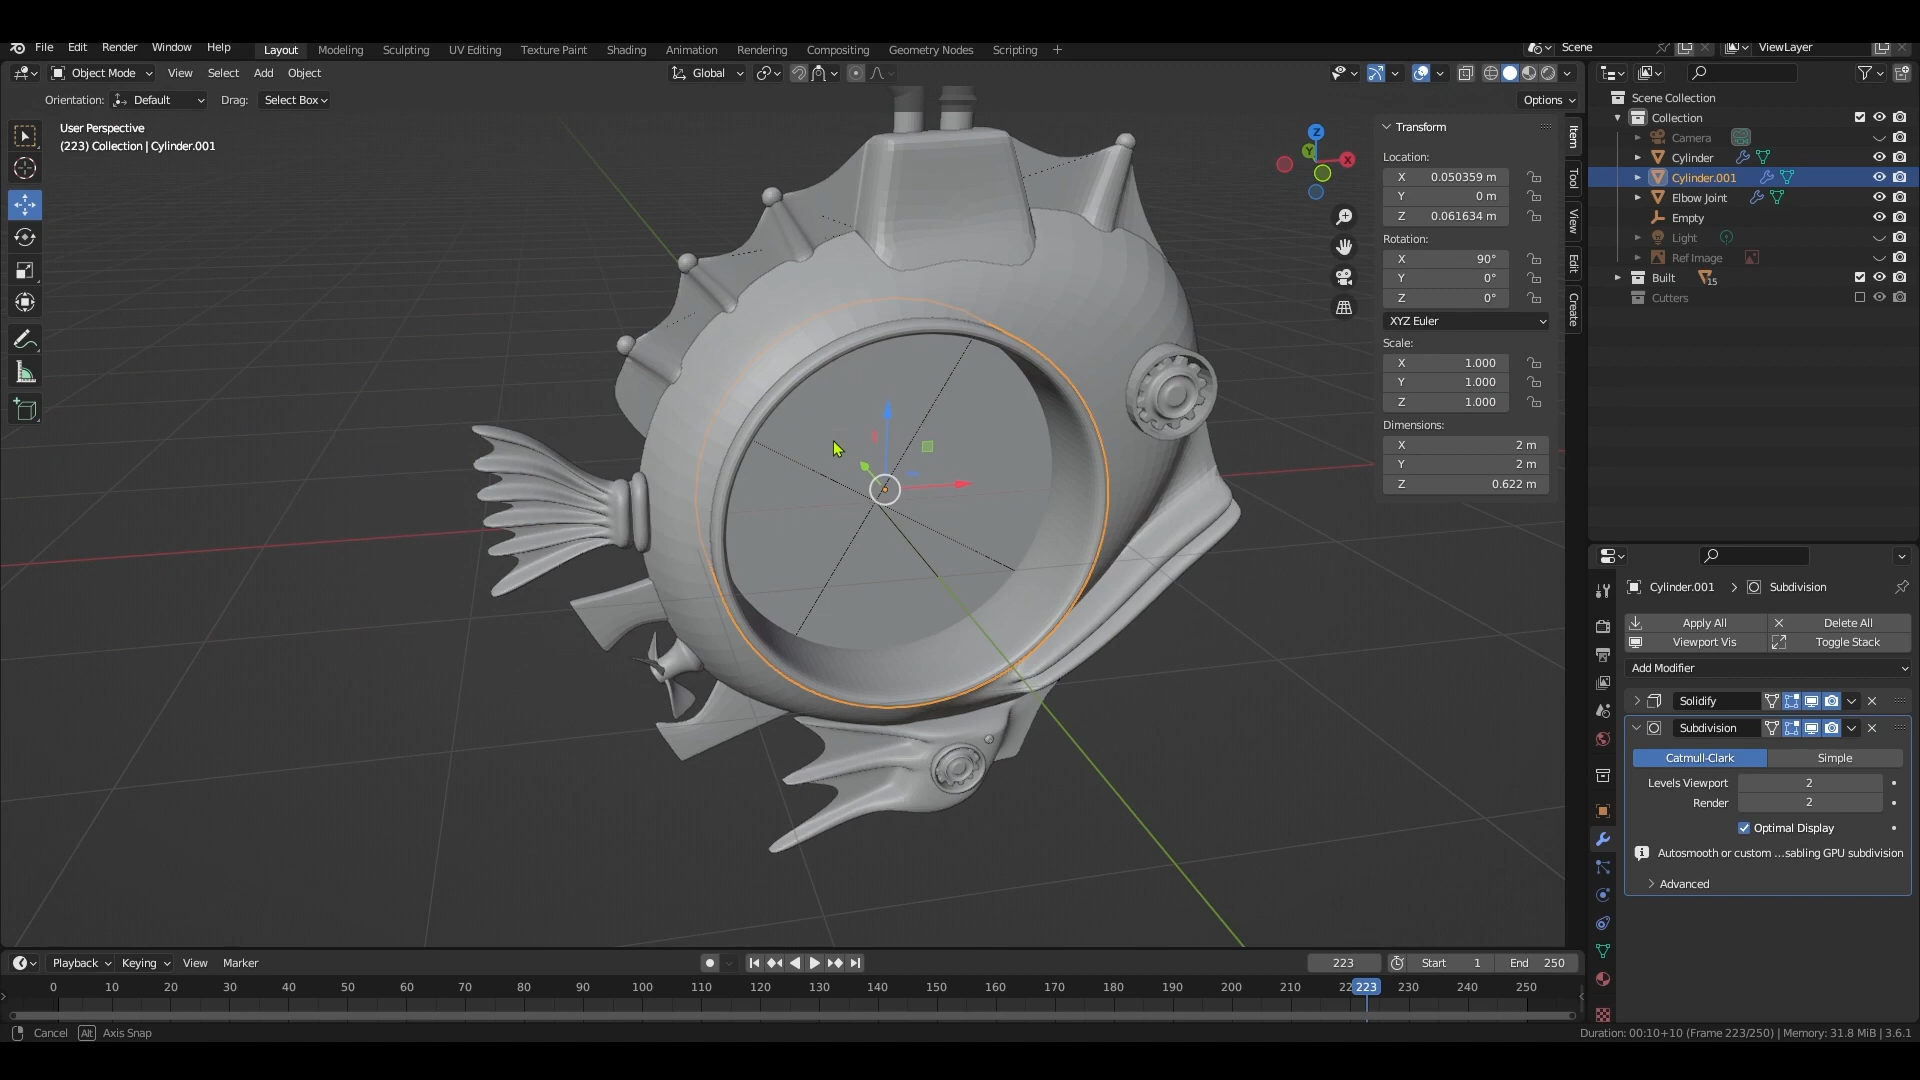 File Edit Render Window Help Layout Modeling Sculpting UV Editing Texture Paint Shading Animation Rendering Compositing Geometry Nodes Scripting + Scene ViewLayer
Object Mode View Select Add Object Global
Orientation: Default Drag: Select Box Options
User Perspective
(223) Collection | Cylinder.001
Z
Y
X
Transform
Location:
X 0.050359 m
Y 0 m
Z 0.061634 m
Rotation:
X 90°
Y 0°
Z 0°
XYZ Euler
Scale:
X 1.000
Y 1.000
Z 1.000
Dimensions:
X 2 m
Y 2 m
Z 0.622 m
Item
Tool
View
Edit
Create
Scene Collection
Collection
Camera
Cylinder
Cylinder.001
Elbow Joint
Empty
Light
Ref Image
Built 15
Cutters
Cylinder.001 > Subdivision
Apply All Delete All
Viewport Vis Toggle Stack
Add Modifier
Solidify
Subdivision
Catmull-Clark Simple
Levels Viewport 2
Render 2
Optimal Display
Autosmooth or custom ...sabling GPU subdivision
Advanced
Playback Keying View Marker 223 Start 1 End 250
0 10 20 30 40 50 60 70 80 90 100 110 120 130 140 150 160 170 180 190 200 210 22 223 230 240 250
Cancel Alt Axis Snap Duration: 00:10+10 (Frame 223/250) | Memory: 31.8 MiB | 3.6.1